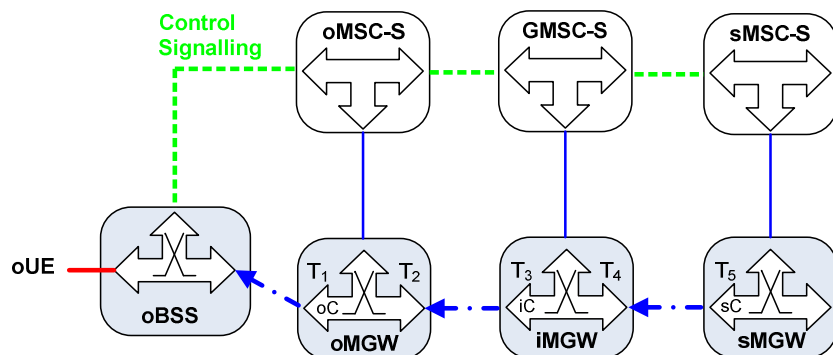 Control
Signalling
oMSC-S
GMSC-S
sMSC-S
oUE
oBSS
T1
T2
oC
oMGW
T3
T4
iC
iMGW
T5
sC
sMGW